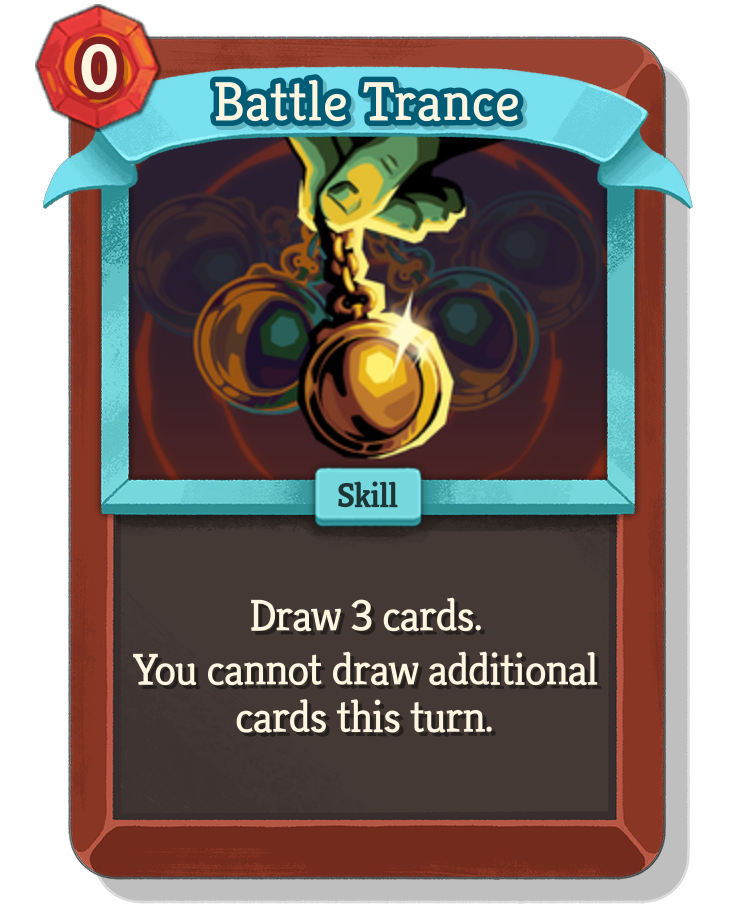 0
Battle Trance
Skill
Draw 3 cards.
You cannot draw additional
cards this turn.